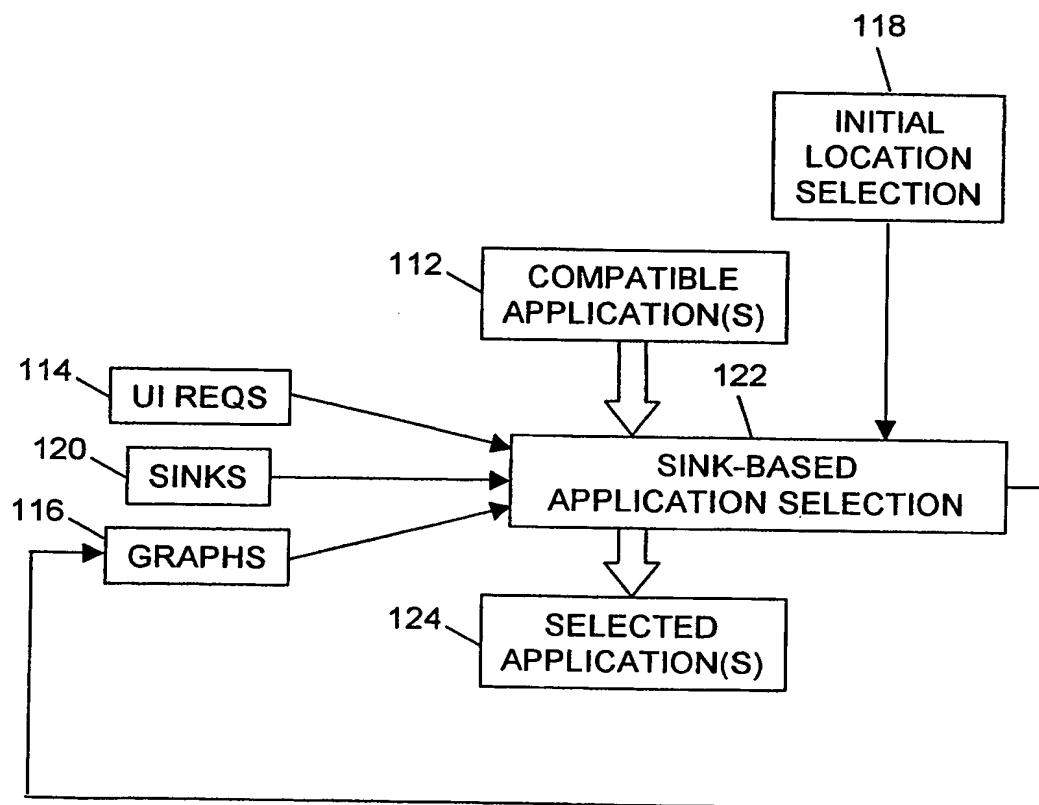 118
INITIAL
LOCATION
SELECTION
112
COMPATIBLE
APPLICATION(S)
114
UI REQS
122
120
SINKS
SINK-BASED
APPLICATION SELECTION
116
GRAPHS
124
SELECTED
APPLICATION(S)